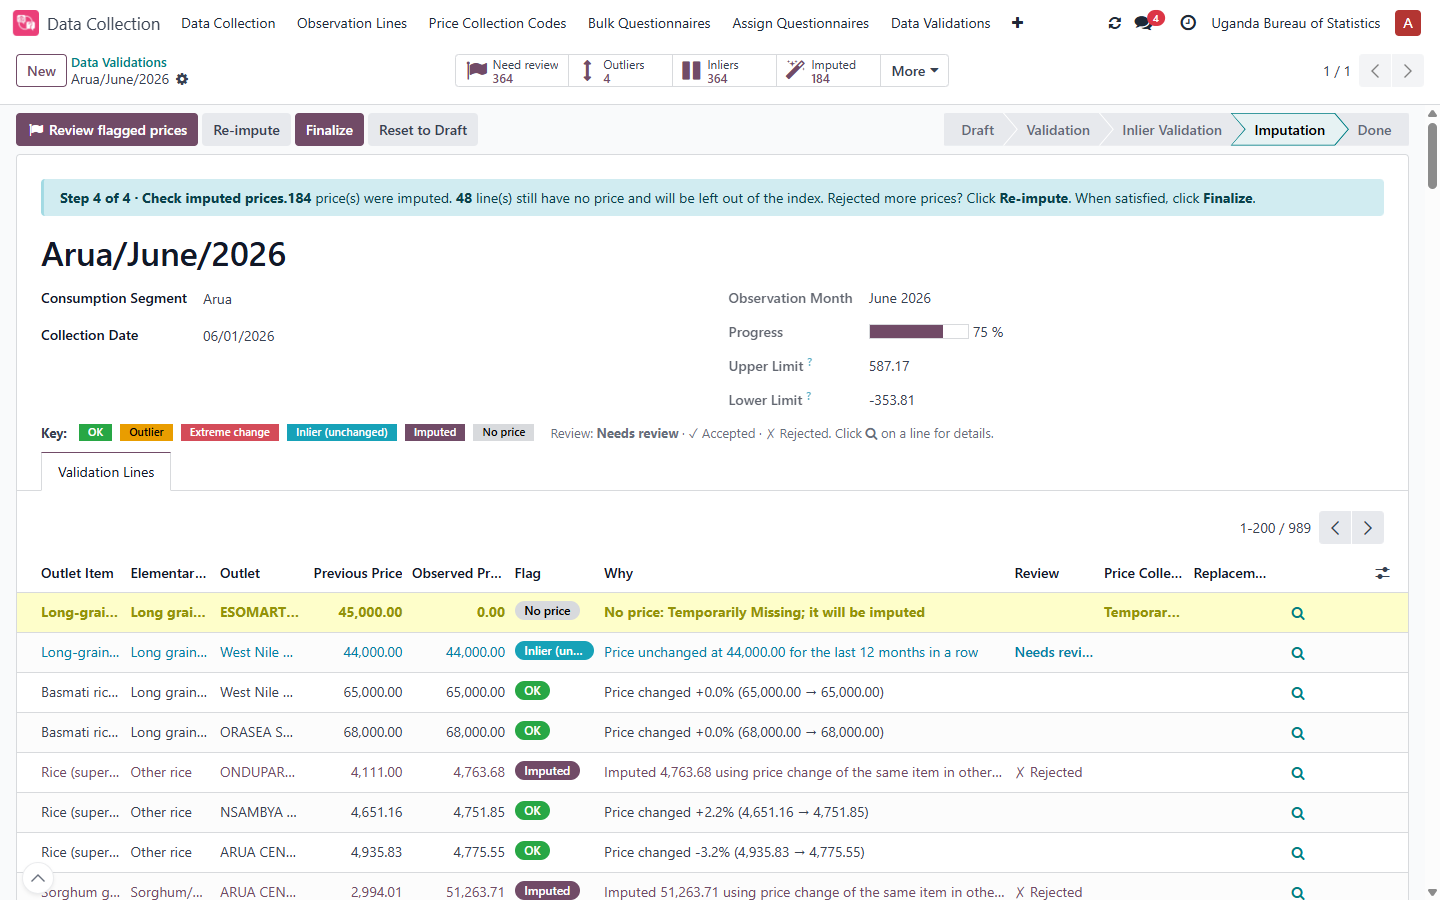 Data Collection
Data Collection
Observation Lines
Price Collection Codes
Bulk Questionnaires
Assign Questionnaires
Data Validations
4
Uganda Bureau of Statistics
A
New
Data Validations
Arua/June/2026
Need review
364
Outliers
4
Inliers
364
Imputed
184
More
1 / 1
Review flagged prices
Re-impute
Finalize
Reset to Draft
Draft
Validation
Inlier Validation
Imputation
Done
Step 4 of 4 · Check imputed prices.184 price(s) were imputed. 48 line(s) still have no price and will be left out of the index. Rejected more prices? Click Re-impute. When satisfied, click Finalize.
Arua/June/2026
Consumption Segment Arua
Observation Month June 2026
Collection Date 06/01/2026
Progress 75 %
Upper Limit ? 587.17
Lower Limit ? -353.81
Key: OK Outlier Extreme change Inlier (unchanged) Imputed No price Review: Needs review · ✓ Accepted · ✗ Rejected. Click on a line for details.
Validation Lines
1-200 / 989
Outlet Item Elementar... Outlet Previous Price Observed Pr... Flag Why Review Price Colle... Replacem...
Long-grai... Long grai... ESOMART... 45,000.00 0.00 No price No price: Temporarily Missing; it will be imputed Temporar...
Long-grain... Long grain... West Nile ... 44,000.00 44,000.00 Inlier (un... Price unchanged at 44,000.00 for the last 12 months in a row Needs revi...
Basmati ric... Long grain... West Nile ... 65,000.00 65,000.00 OK Price changed +0.0% (65,000.00 → 65,000.00)
Basmati ric... Long grain... ORASEA S... 68,000.00 68,000.00 OK Price changed +0.0% (68,000.00 → 68,000.00)
Rice (super... Other rice ONDUPAR... 4,111.00 4,763.68 Imputed Imputed 4,763.68 using price change of the same item in other... ✗ Rejected
Rice (super... Other rice NSAMBYA ... 4,651.16 4,751.85 OK Price changed +2.2% (4,651.16 → 4,751.85)
Rice (super... Other rice ARUA CEN... 4,935.83 4,775.55 OK Price changed -3.2% (4,935.83 → 4,775.55)
Sorghum g... Sorghum/... ARUA CEN... 2,994.01 51,263.71 Imputed Imputed 51,263.71 using price change of the same item in othe... ✗ Rejected